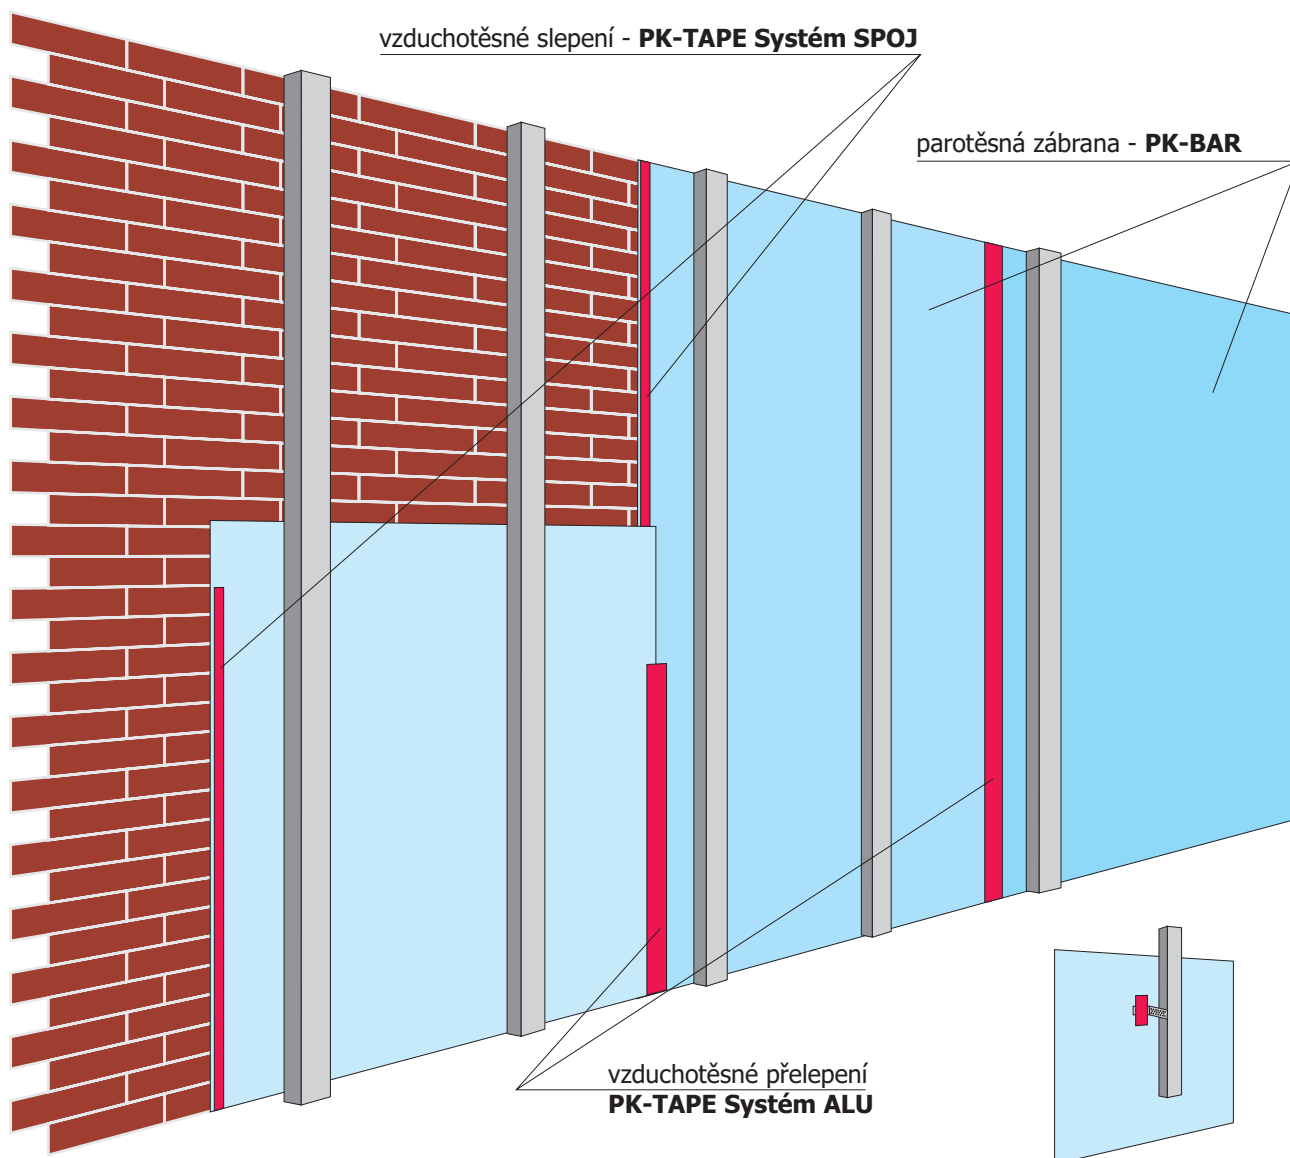 vzduchotěsné slepení - PK-TAPE Systém SPOJ
parotěsná zábrana - PK-BAR
vzduchotěsné přelepení
PK-TAPE Systém ALU